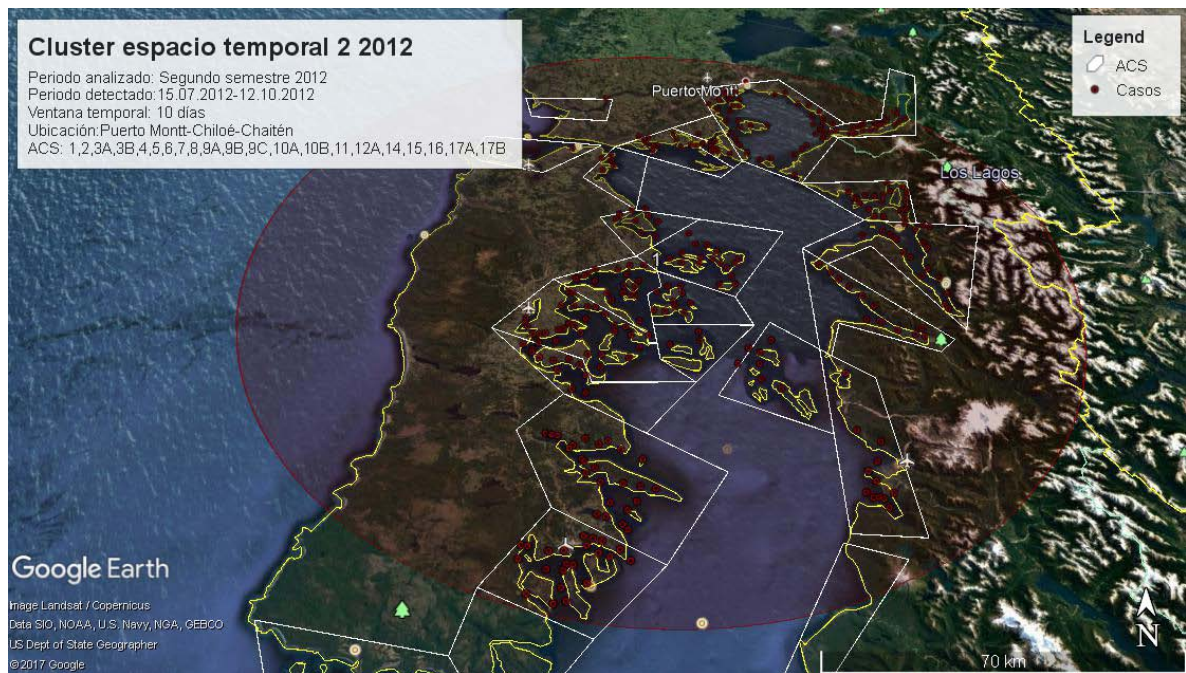 Cluster espacio temporal 2 2012
Periodo analizado: Segundo semestre 2012
Periodo detectado:15.07.2012-12.10.2012
Ventana temporal: 10 días
Ubicación:Puerto Montt-Chiloé-Chaitén
ACS: 1,2,3A,3B,4,5,6,7,8,9A,9B,9C,10A,10B,11,12A,14,15,16,17A,17B
Legend
ACS
Casos
Puerto Montt
Los Lagos
1
Google Earth
Image Landsat / Copernicus
Data SIO, NOAA, U.S. Navy, NGA, GEBCO
US Dept of State Geographer
© 2017 Google
N
70 km